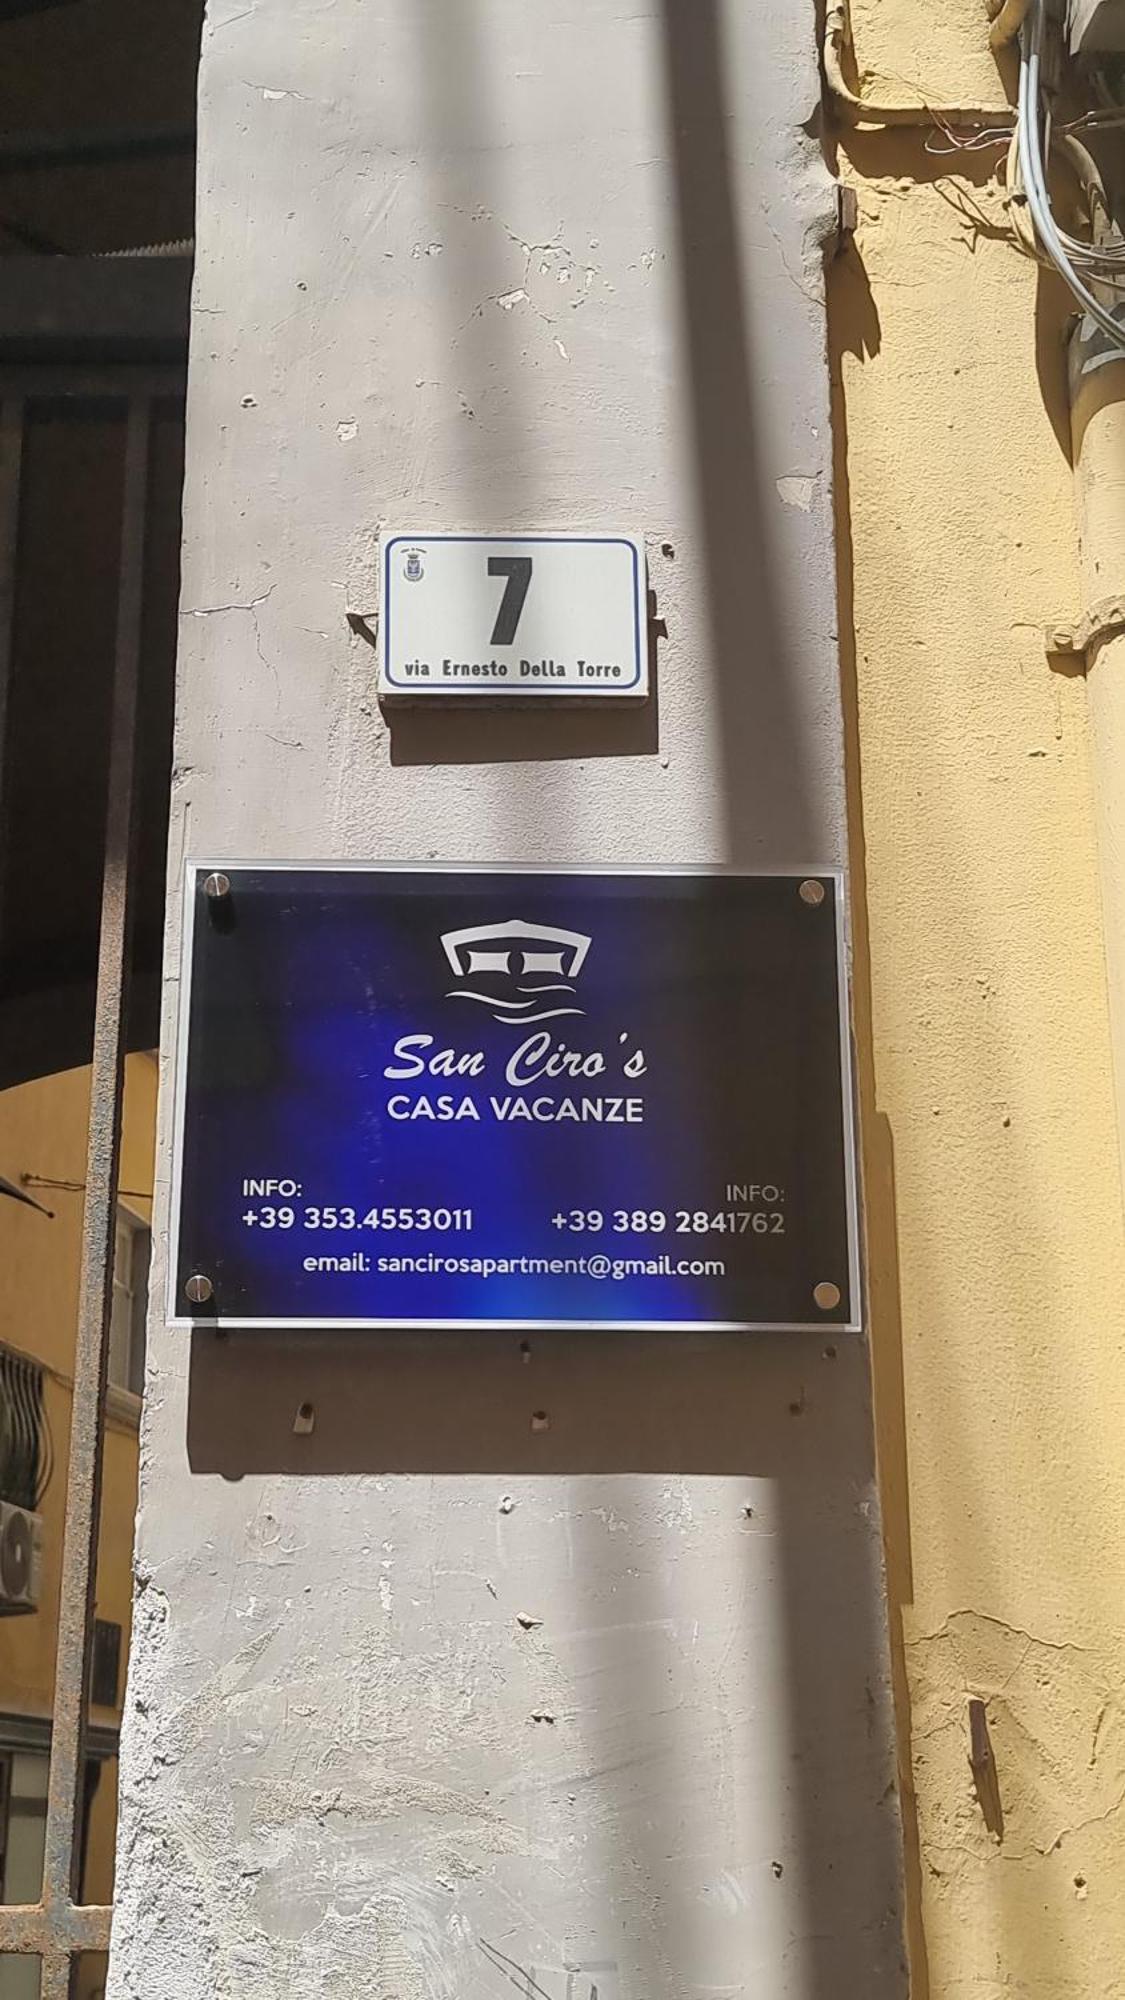 7
via Ernesto Della Torre
San Ciro's
CASA VACANZE
INFO:
+39 353.4553011
INFO:
+39 389 2841762
email: sancirosapartment@gmail.com